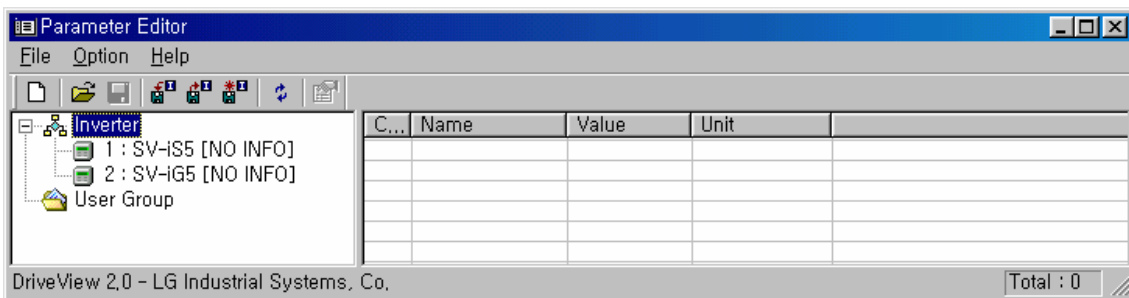 Parameter Editor
File Option Help
Inverter
1 : SV-iS5 [NO INFO]
2 : SV-iG5 [NO INFO]
User Group
C... Name Value Unit
DriveView 2.0 - LG Industrial Systems, Co.
Total : 0